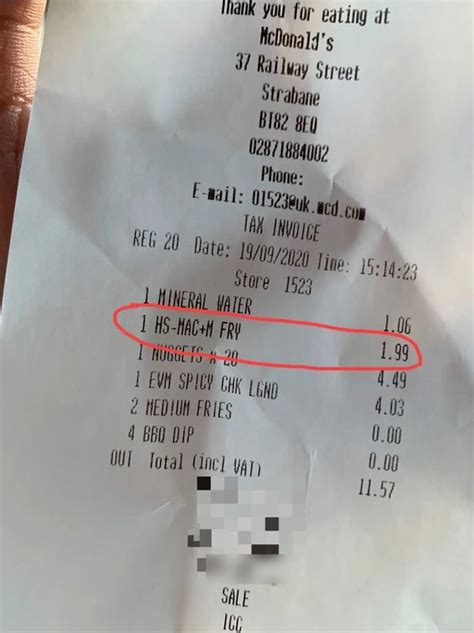 Thank you for eating at
McDonald's
37 Railway Street
Strabane
BT82 8EQ
02871884002
Phone:
E-mail: 01523@uk.mcd.com
TAX INVOICE
REG 20 Date: 19/09/2020 Time: 15:14:23
Store 1523
1 MINERAL WATER 1.06
1 HS-MAC+M FRY 1.99
1 NUGGETS X 20 4.49
1 EVM SPICY CHK LGND 4.03
2 MEDIUM FRIES 0.00
4 BBQ DIP 0.00
OUT Total (incl VAT) 11.57
SALE
ICC